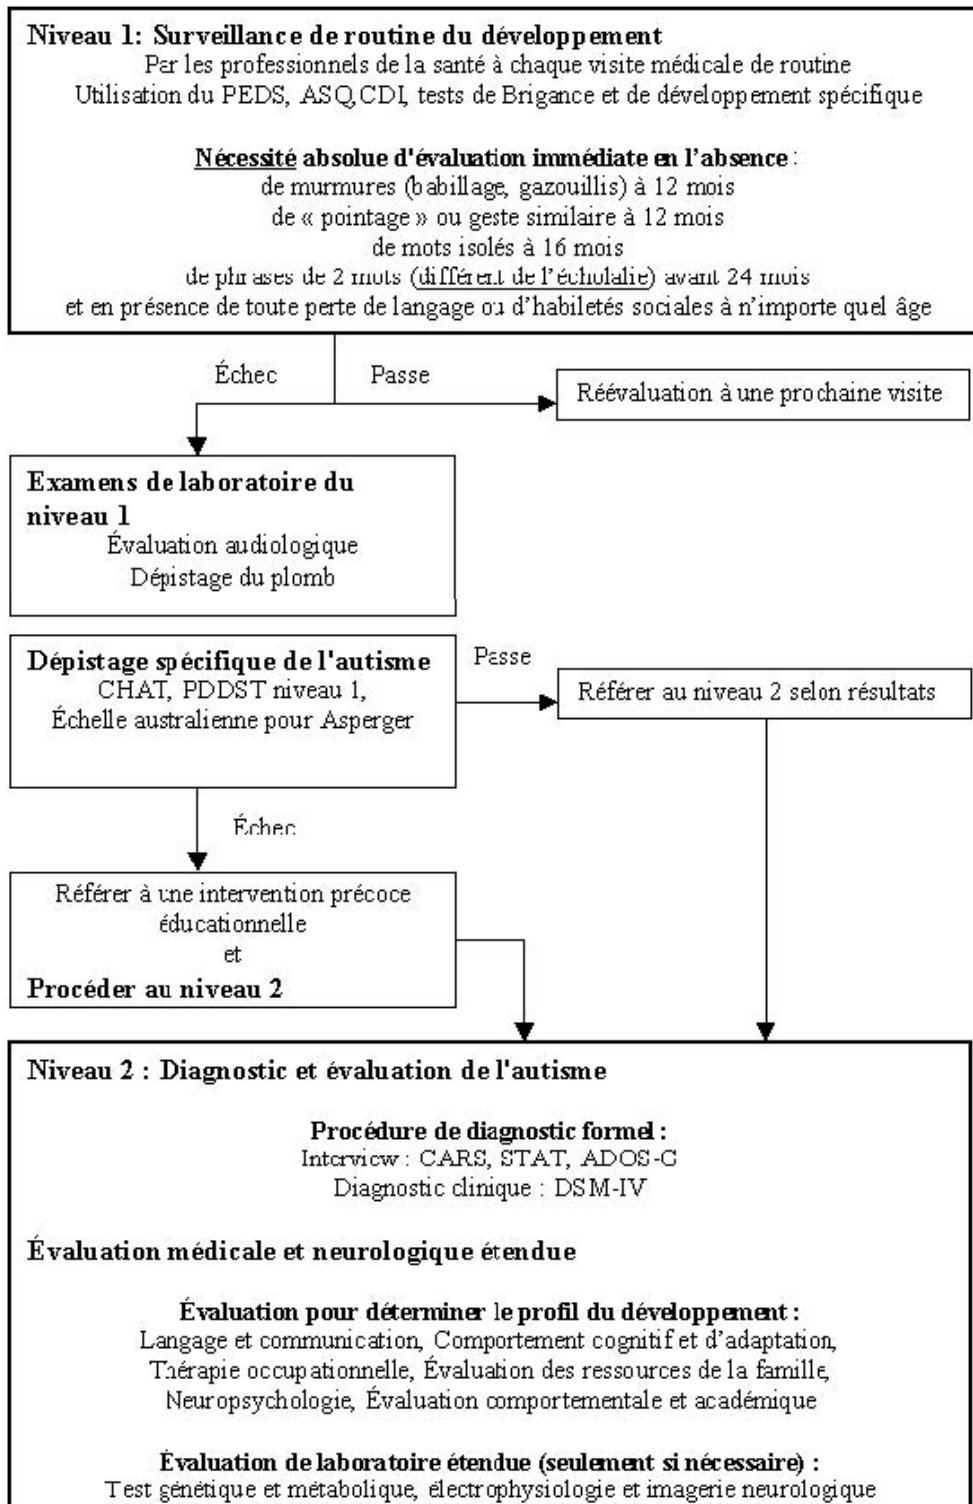 Niveau 1: Surveillance de routine du développement
Par les professionnels de la santé à chaque visite médicale de routine
Utilisation du PEDS, ASQ,CDI, tests de Brigance et de développement spécifique
Nécessité absolue d'évaluation immédiate en l'absence :
de murmures (babillage, gazouillis) à 12 mois
de « pointage » ou geste similaire à 12 mois
de mots isolés à 16 mois
de phrases de 2 mots (différent de l'écholalie) avant 24 mois
et en présence de toute perte de langage ou d'habiletés sociales à n'importe quel âge
Échec
Passe
Réévaluation à une prochaine visite
Examens de laboratoire du
niveau 1
Évaluation audiologique
Dépistage du plomb
Dépistage spécifique de l'autisme
CHAT, PDDST niveau 1,
Échelle australienne pour Asperger
Passe
Référer au niveau 2 selon résultats
Échec
Référer à une intervention précoce
éducationnelle
et
Procéder au niveau 2
Niveau 2 : Diagnostic et évaluation de l'autisme
Procédure de diagnostic formel :
Interview : CARS, STAT, ADOS-G
Diagnostic clinique : DSM-IV
Évaluation médicale et neurologique étendue
Évaluation pour déterminer le profil du développement :
Langage et communication, Comportement cognitif et d'adaptation,
Thérapie occupationnelle, Évaluation des ressources de la famille,
Neuropsychologie, Évaluation comportementale et académique
Évaluation de laboratoire étendue (seulement si nécessaire) :
Test génétique et métabolique, électrophysiologie et imagerie neurologique